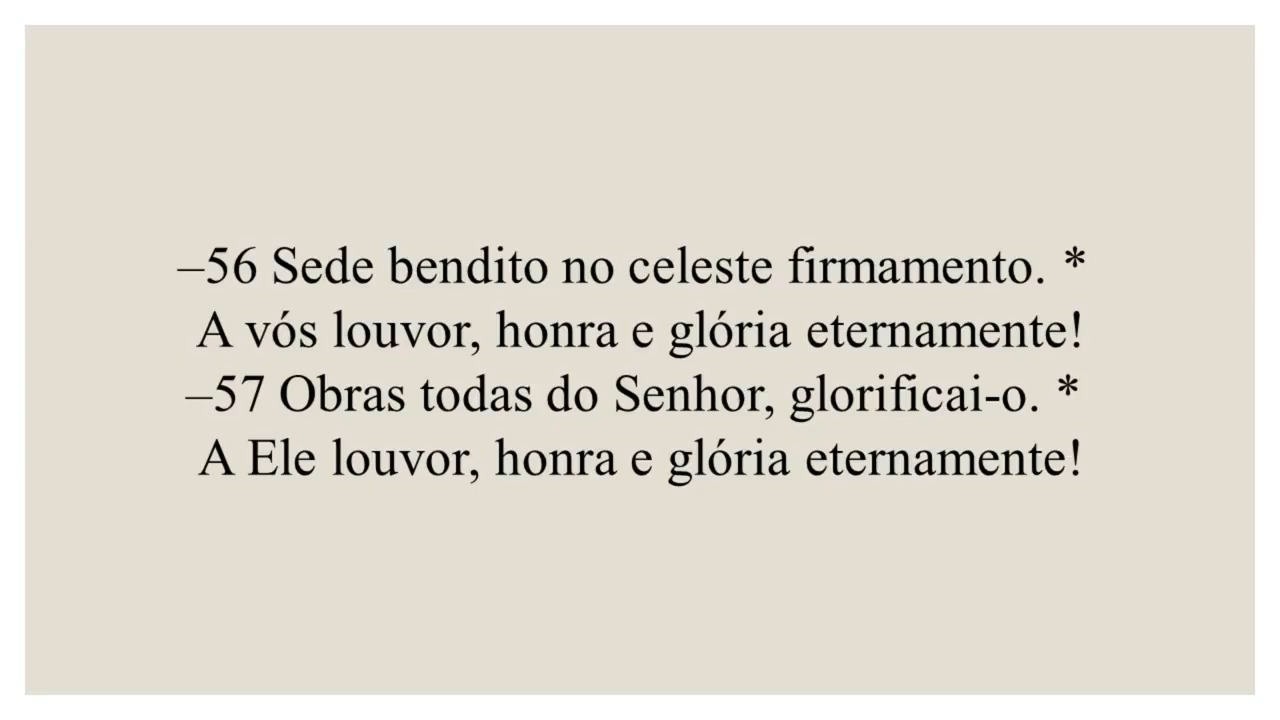 –56 Sede bendito no celeste firmamento. *
A vós louvor, honra e glória eternamente!
–57 Obras todas do Senhor, glorificai-o. *
A Ele louvor, honra e glória eternamente!